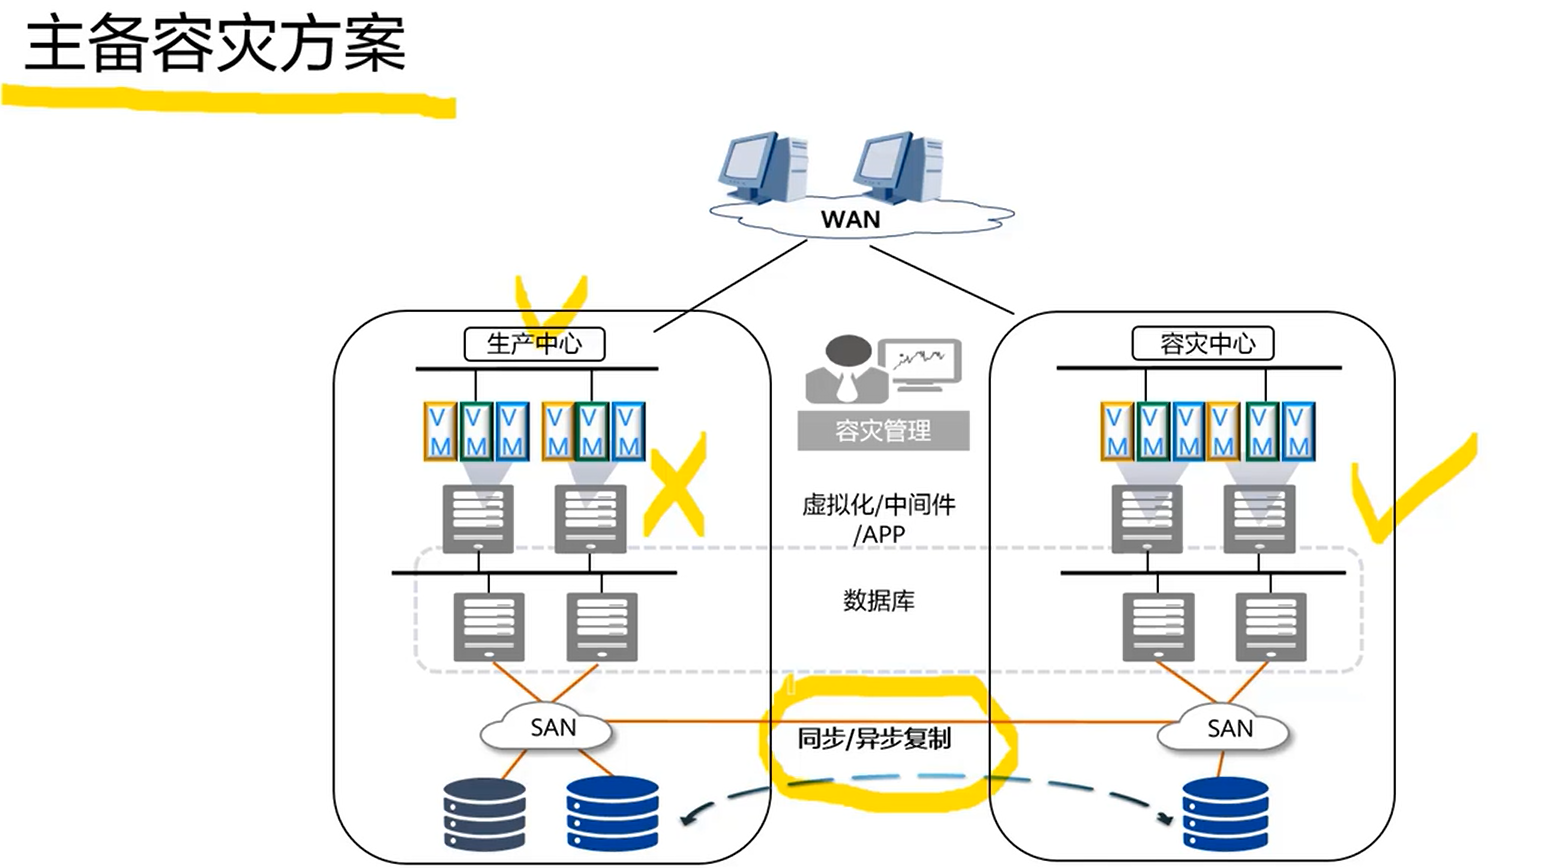 主备容灾方案
WAN
生产中心
容灾中心
VM VM VM VM VM VM
VM VM VM VM VM VM
容灾管理
虚拟化/中间件
/APP
数据库
SAN
SAN
同步/异步复制